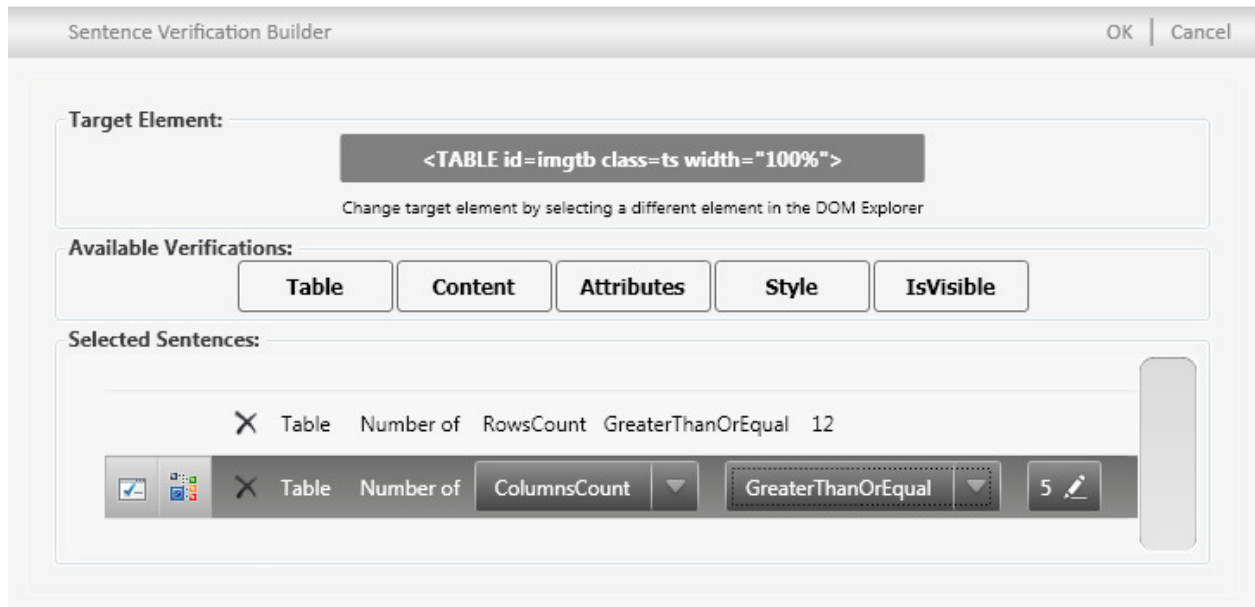 Sentence Verification Builder OK | Cancel
Target Element:
<TABLE id=imgtb class=ts width="100%">
Change target element by selecting a different element in the DOM Explorer
Available Verifications:
Table Content Attributes Style IsVisible
Selected Sentences:
Table Number of RowsCount GreaterThanOrEqual 12
Table Number of ColumnsCount GreaterThanOrEqual 5